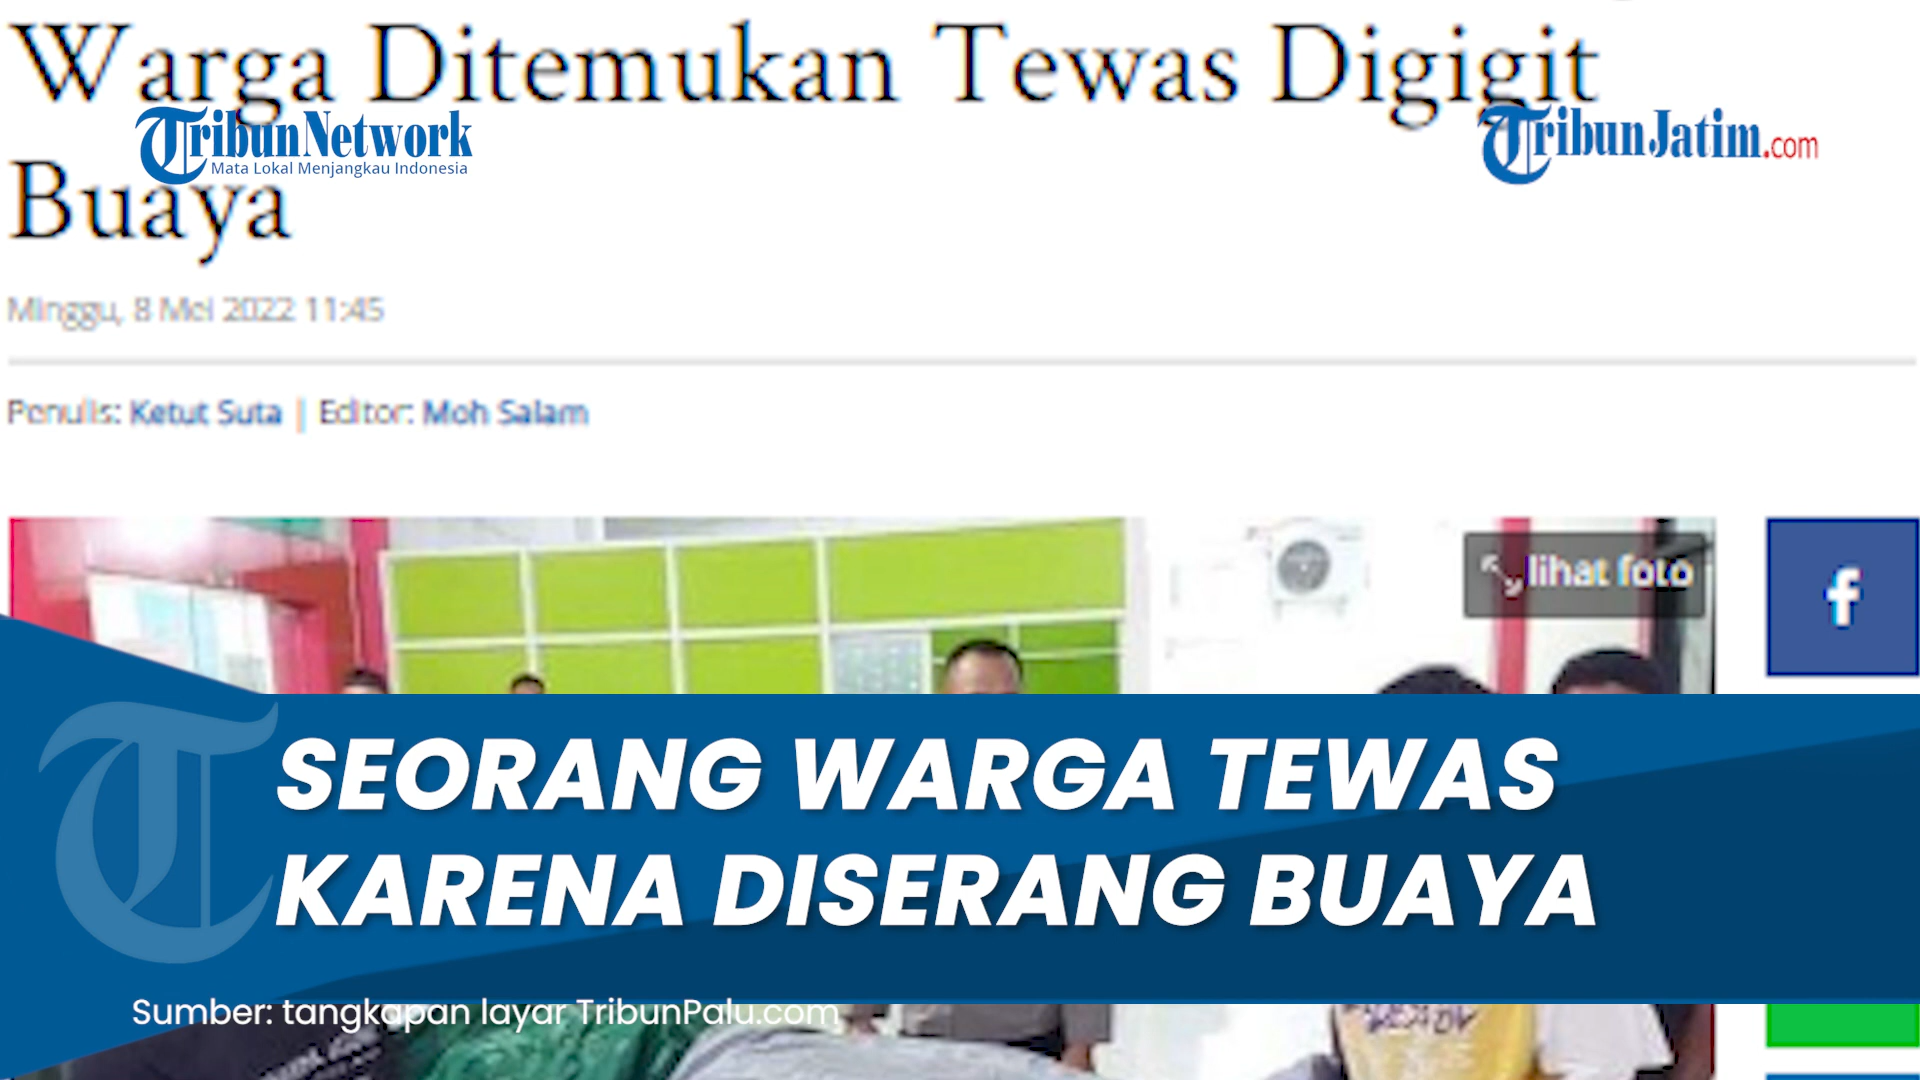 Warga Ditemukan Tewas Digigit
TribunNetwork
Mata Lokal Menjangkau Indonesia
TribunJatim.com
Buaya
Minggu, 8 Mei 2022 11:45
Penulis: Ketut Suta | Editor: Moh Salam
lihat foto
f
T
SEORANG WARGA TEWAS
KARENA DISERANG BUAYA
Sumber: tangkapan layar TribunPalu.com